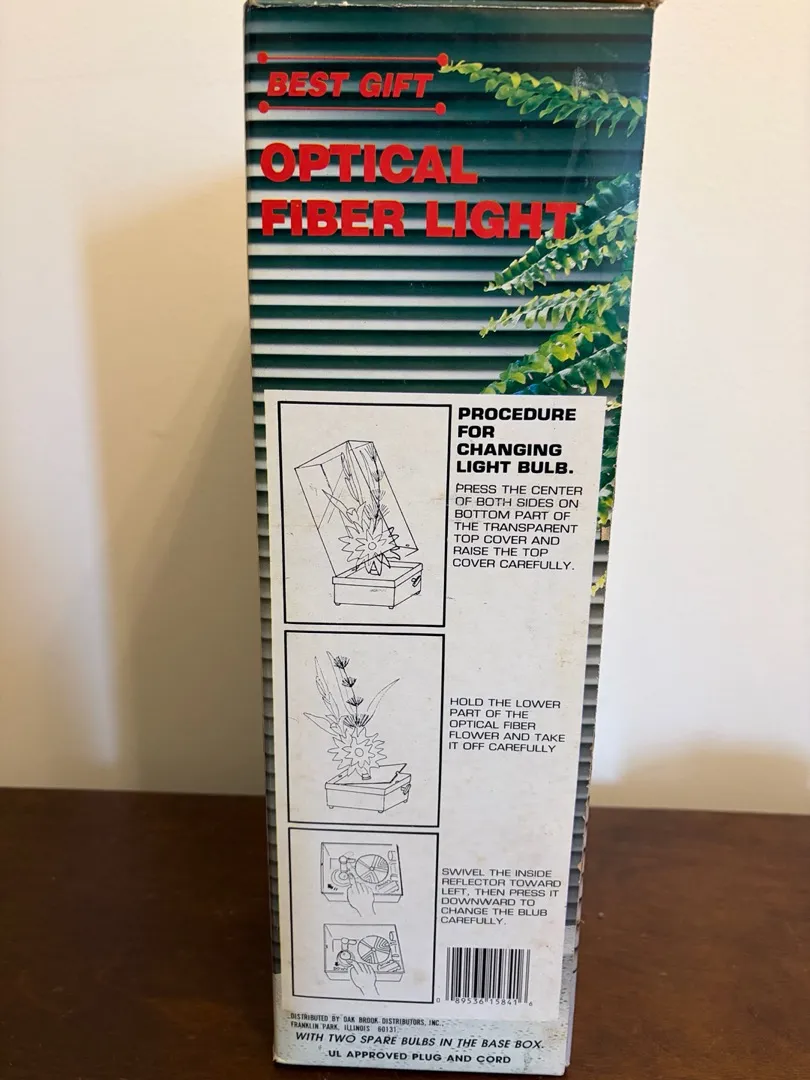 BEST GIFT
OPTICAL
FIBER LIGHT
PROCEDURE
FOR
CHANGING
LIGHT BULB.
PRESS THE CENTER
OF BOTH SIDES ON
BOTTOM PART OF
THE TRANSPARENT
TOP COVER AND
RAISE THE TOP
COVER CAREFULLY.
HOLD THE LOWER
PART OF THE
OPTICAL FIBER
FLOWER AND TAKE
IT OFF CAREFULLY
SWIVEL THE INSIDE
REFLECTOR TOWARD
LEFT, THEN PRESS IT
DOWNWARD TO
CHANGE THE BLUB
CAREFULLY.
0 89536 15841 6
DISTRIBUTED BY OAK BROOK DISTRIBUTORS, INC.
FRANKLIN PARK, ILLINOIS 60131
WITH TWO SPARE BULBS IN THE BASE BOX.
UL APPROVED PLUG AND CORD